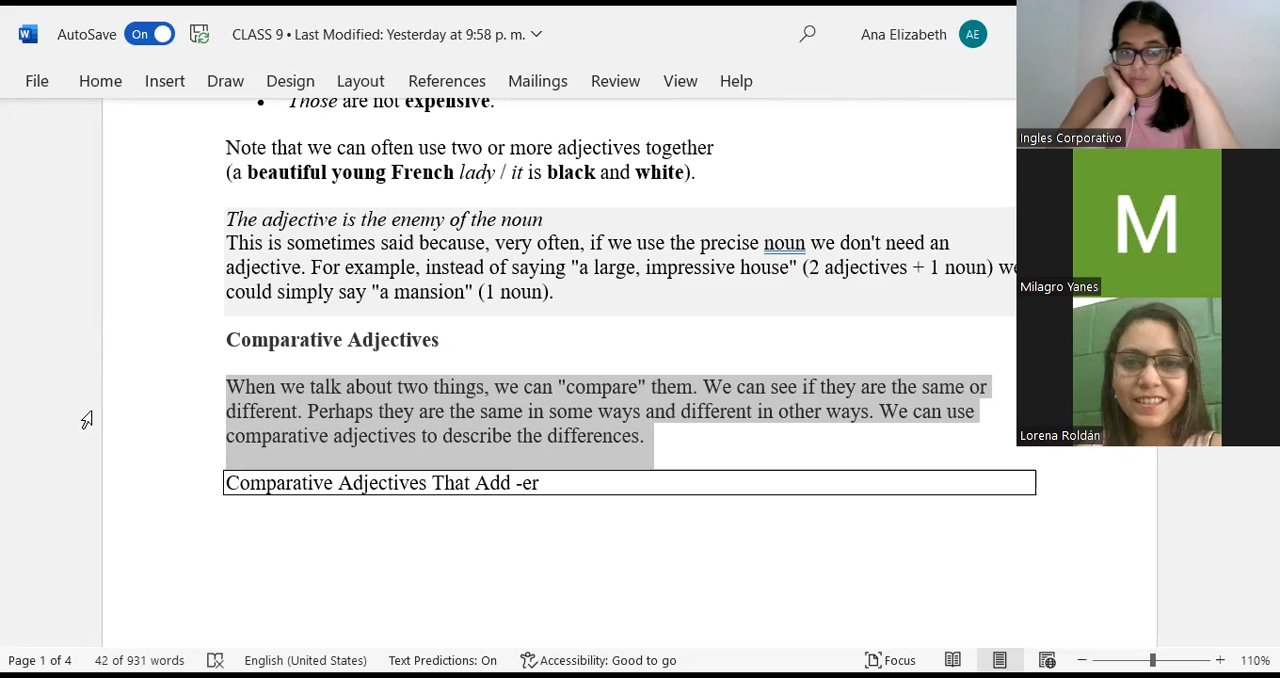 AutoSave On CLASS 9 • Last Modified: Yesterday at 9:58 p. m. Ana Elizabeth AE
File Home Insert Draw Design Layout References Mailings Review View Help
• Those are not expensive.
Note that we can often use two or more adjectives together
(a beautiful young French lady / it is black and white).
The adjective is the enemy of the noun
This is sometimes said because, very often, if we use the precise noun we don't need an
adjective. For example, instead of saying "a large, impressive house" (2 adjectives + 1 noun) we
could simply say "a mansion" (1 noun).
Comparative Adjectives
When we talk about two things, we can "compare" them. We can see if they are the same or
different. Perhaps they are the same in some ways and different in other ways. We can use
comparative adjectives to describe the differences.
Comparative Adjectives That Add -er
Ingles Corporativo
M
Milagro Yanes
Lorena Roldán
Page 1 of 4 42 of 931 words English (United States) Text Predictions: On Accessibility: Good to go Focus 110%